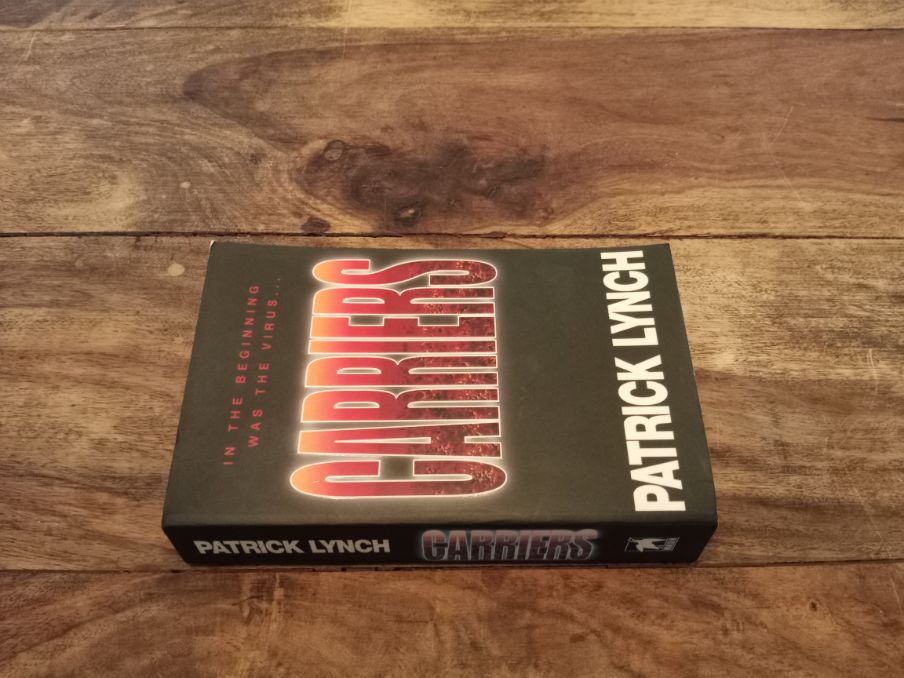 IN THE BEGINNING
WAS THE VIRUS...
CARRIERS
PATRICK LYNCH
PATRICK LYNCH CARRIERS